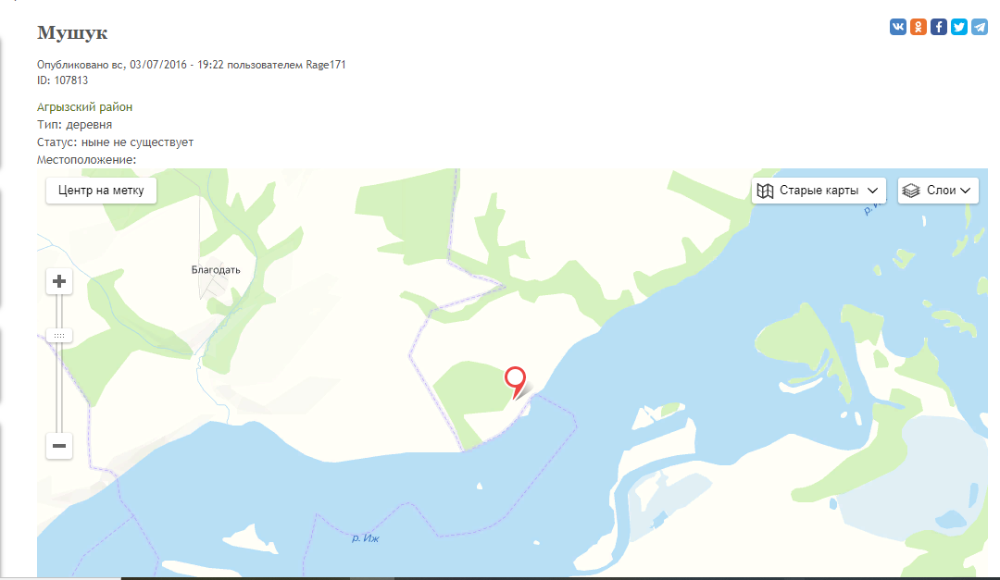 Мушук
Опубликовано вс, 03/07/2016 - 19:22 пользователем Rage171
ID: 107813
Агрызский район
Тип: деревня
Статус: ныне не существует
Местоположение:
Центр на метку
Старые карты
Слои
Благодать
р. Иж